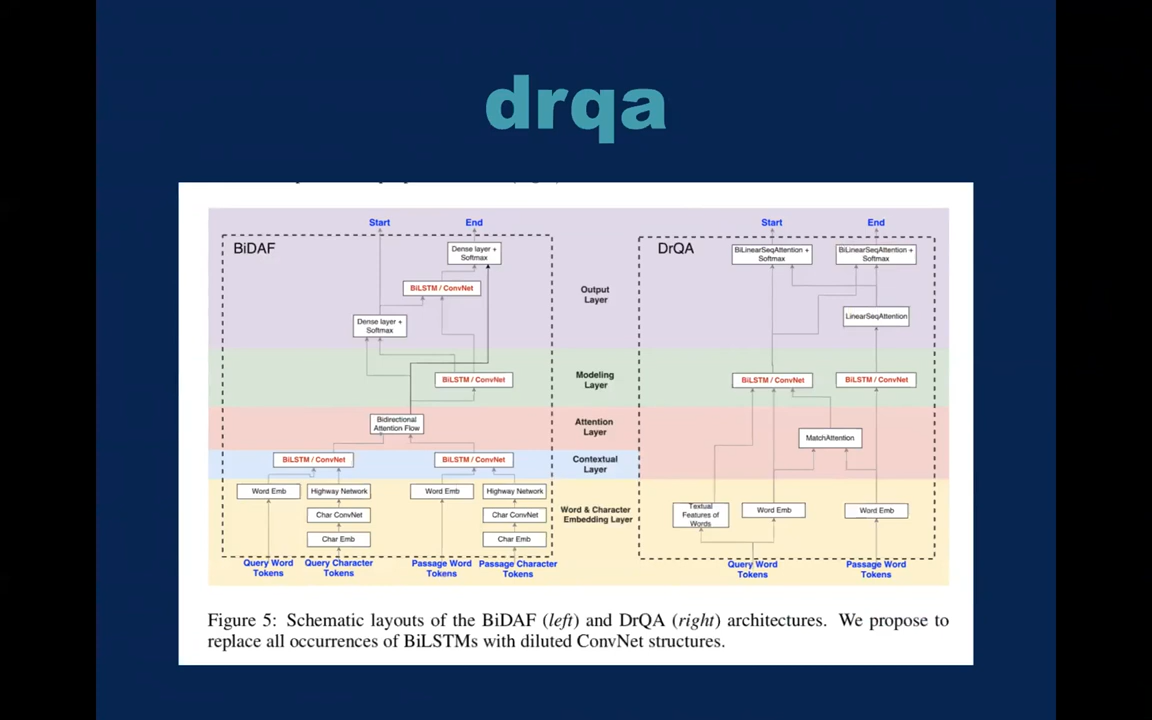 drqa
Start
End
Start
End
BiDAF
Dense layer +
Softmax
BiLSTM / ConvNet
Dense layer +
Softmax
BiLSTM / ConvNet
Bidirectional
Attention Flow
BiLSTM / ConvNet
BiLSTM / ConvNet
Word Emb
Highway Network
Word Emb
Highway Network
Char ConvNet
Char ConvNet
Char Emb
Char Emb
Query Word
Tokens
Query Character
Tokens
Passage Word
Tokens
Passage Character
Tokens
Output
Layer
Modeling
Layer
Attention
Layer
Contextual
Layer
Word & Character
Embedding Layer
DrQA
BiLinearSeqAttention +
Softmax
BiLinearSeqAttention +
Softmax
LinearSeqAttention
BiLSTM / ConvNet
BiLSTM / ConvNet
MatchAttention
Textual
Features of
Words
Word Emb
Word Emb
Query Word
Tokens
Passage Word
Tokens
Figure 5: Schematic layouts of the BiDAF (left) and DrQA (right) architectures. We propose to
replace all occurrences of BiLSTMs with diluted ConvNet structures.